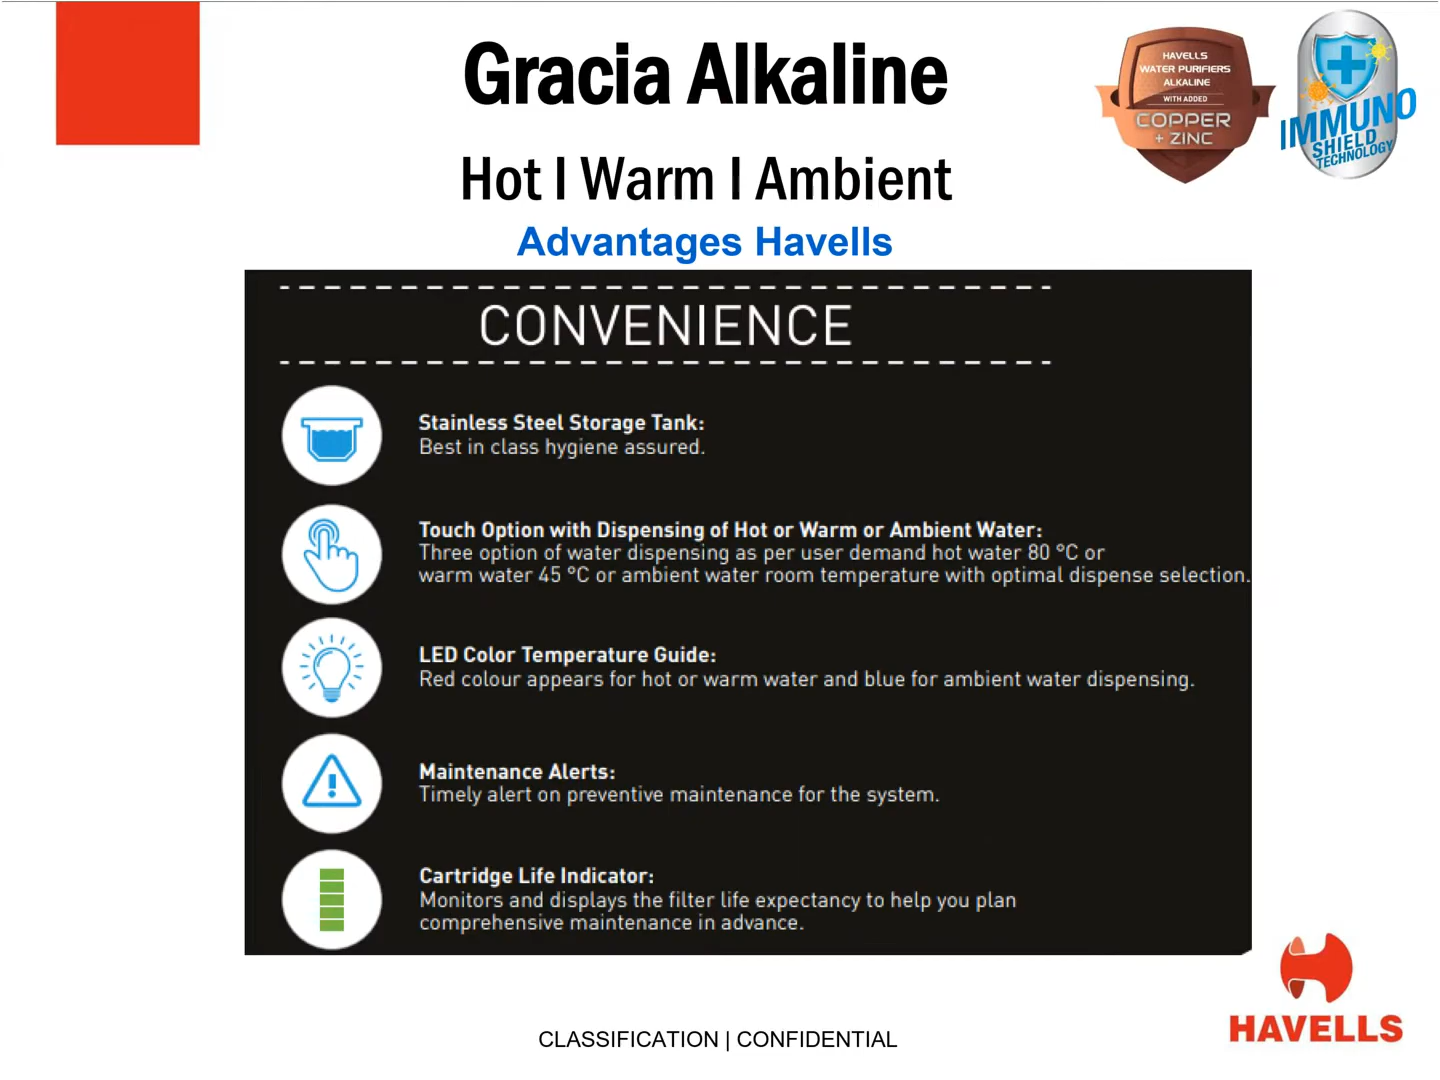 Gracia Alkaline
Hot I Warm I Ambient
Advantages Havells
HAVELLS
WATER PURIFIERS
ALKALINE
WITH ADDED
COPPER
+ ZINC
IMMUNO
SHIELD
TECHNOLOGY
CONVENIENCE
Stainless Steel Storage Tank:
Best in class hygiene assured.
Touch Option with Dispensing of Hot or Warm or Ambient Water:
Three option of water dispensing as per user demand hot water 80 °C or
warm water 45 °C or ambient water room temperature with optimal dispense selection.
LED Color Temperature Guide:
Red colour appears for hot or warm water and blue for ambient water dispensing.
Maintenance Alerts:
Timely alert on preventive maintenance for the system.
Cartridge Life Indicator:
Monitors and displays the filter life expectancy to help you plan
comprehensive maintenance in advance.
HAVELLS
CLASSIFICATION | CONFIDENTIAL